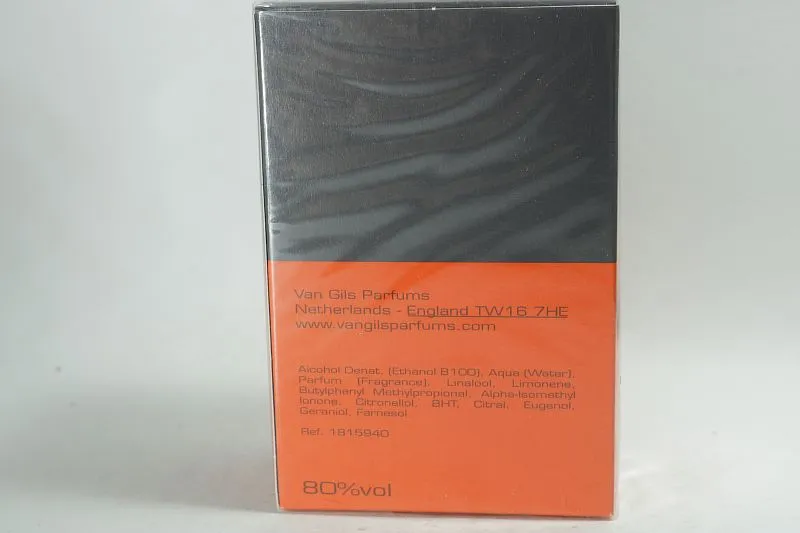 Van Gils Parfums
Netherlands - England TW16 7HE
www.vangilsparfums.com
Alcohol Denat. (Ethanol B100), Aqua (Water),
Parfum (Fragrance), Linalool, Limonene,
Butylphenyl Methylpropional, Alpha-Isomethyl
Ionone, Citronellol, BHT, Citral, Eugenol,
Geraniol, Farnesol
Ref. 1815940
80%vol